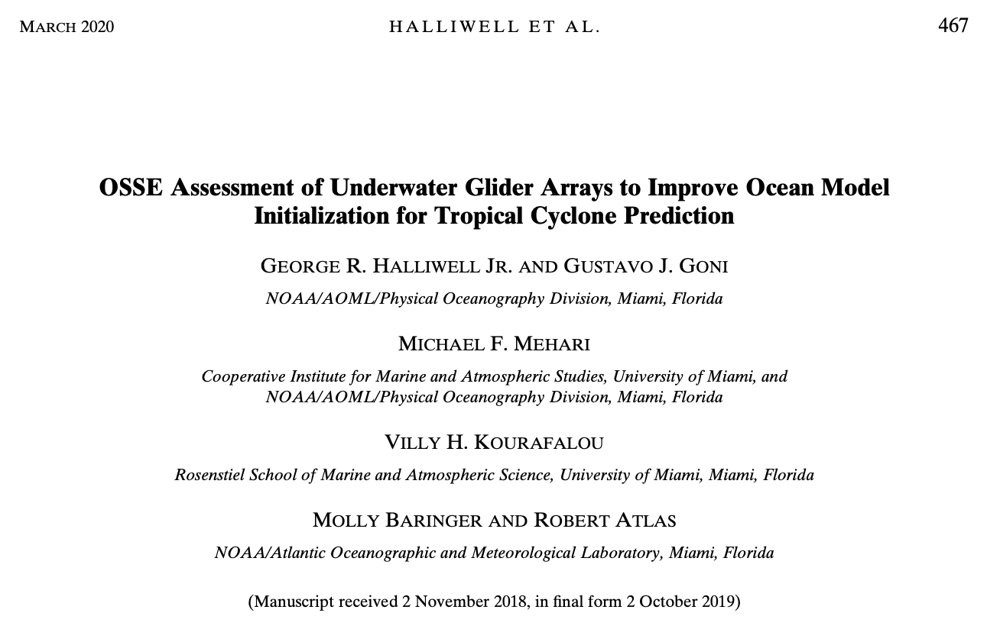 MARCH 2020 HALLIWELL ET AL. 467
OSSE Assessment of Underwater Glider Arrays to Improve Ocean Model
Initialization for Tropical Cyclone Prediction
GEORGE R. HALLIWELL JR. AND GUSTAVO J. GONI
NOAA/AOML/Physical Oceanography Division, Miami, Florida
MICHAEL F. MEHARI
Cooperative Institute for Marine and Atmospheric Studies, University of Miami, and
NOAA/AOML/Physical Oceanography Division, Miami, Florida
VILLY H. KOURAFALOU
Rosenstiel School of Marine and Atmospheric Science, University of Miami, Miami, Florida
MOLLY BARINGER AND ROBERT ATLAS
NOAA/Atlantic Oceanographic and Meteorological Laboratory, Miami, Florida
(Manuscript received 2 November 2018, in final form 2 October 2019)